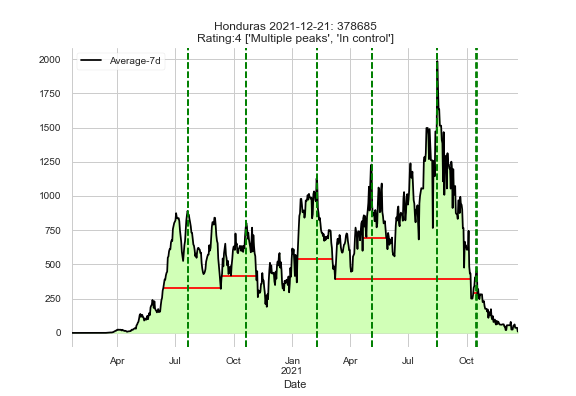 Honduras 2021-12-21: 378685
Rating:4 ['Multiple peaks', 'In control']
Average-7d
2000
1750
1500
1250
1000
750
500
250
0
Apr Jul Oct Jan Apr Jul Oct
2021
Date